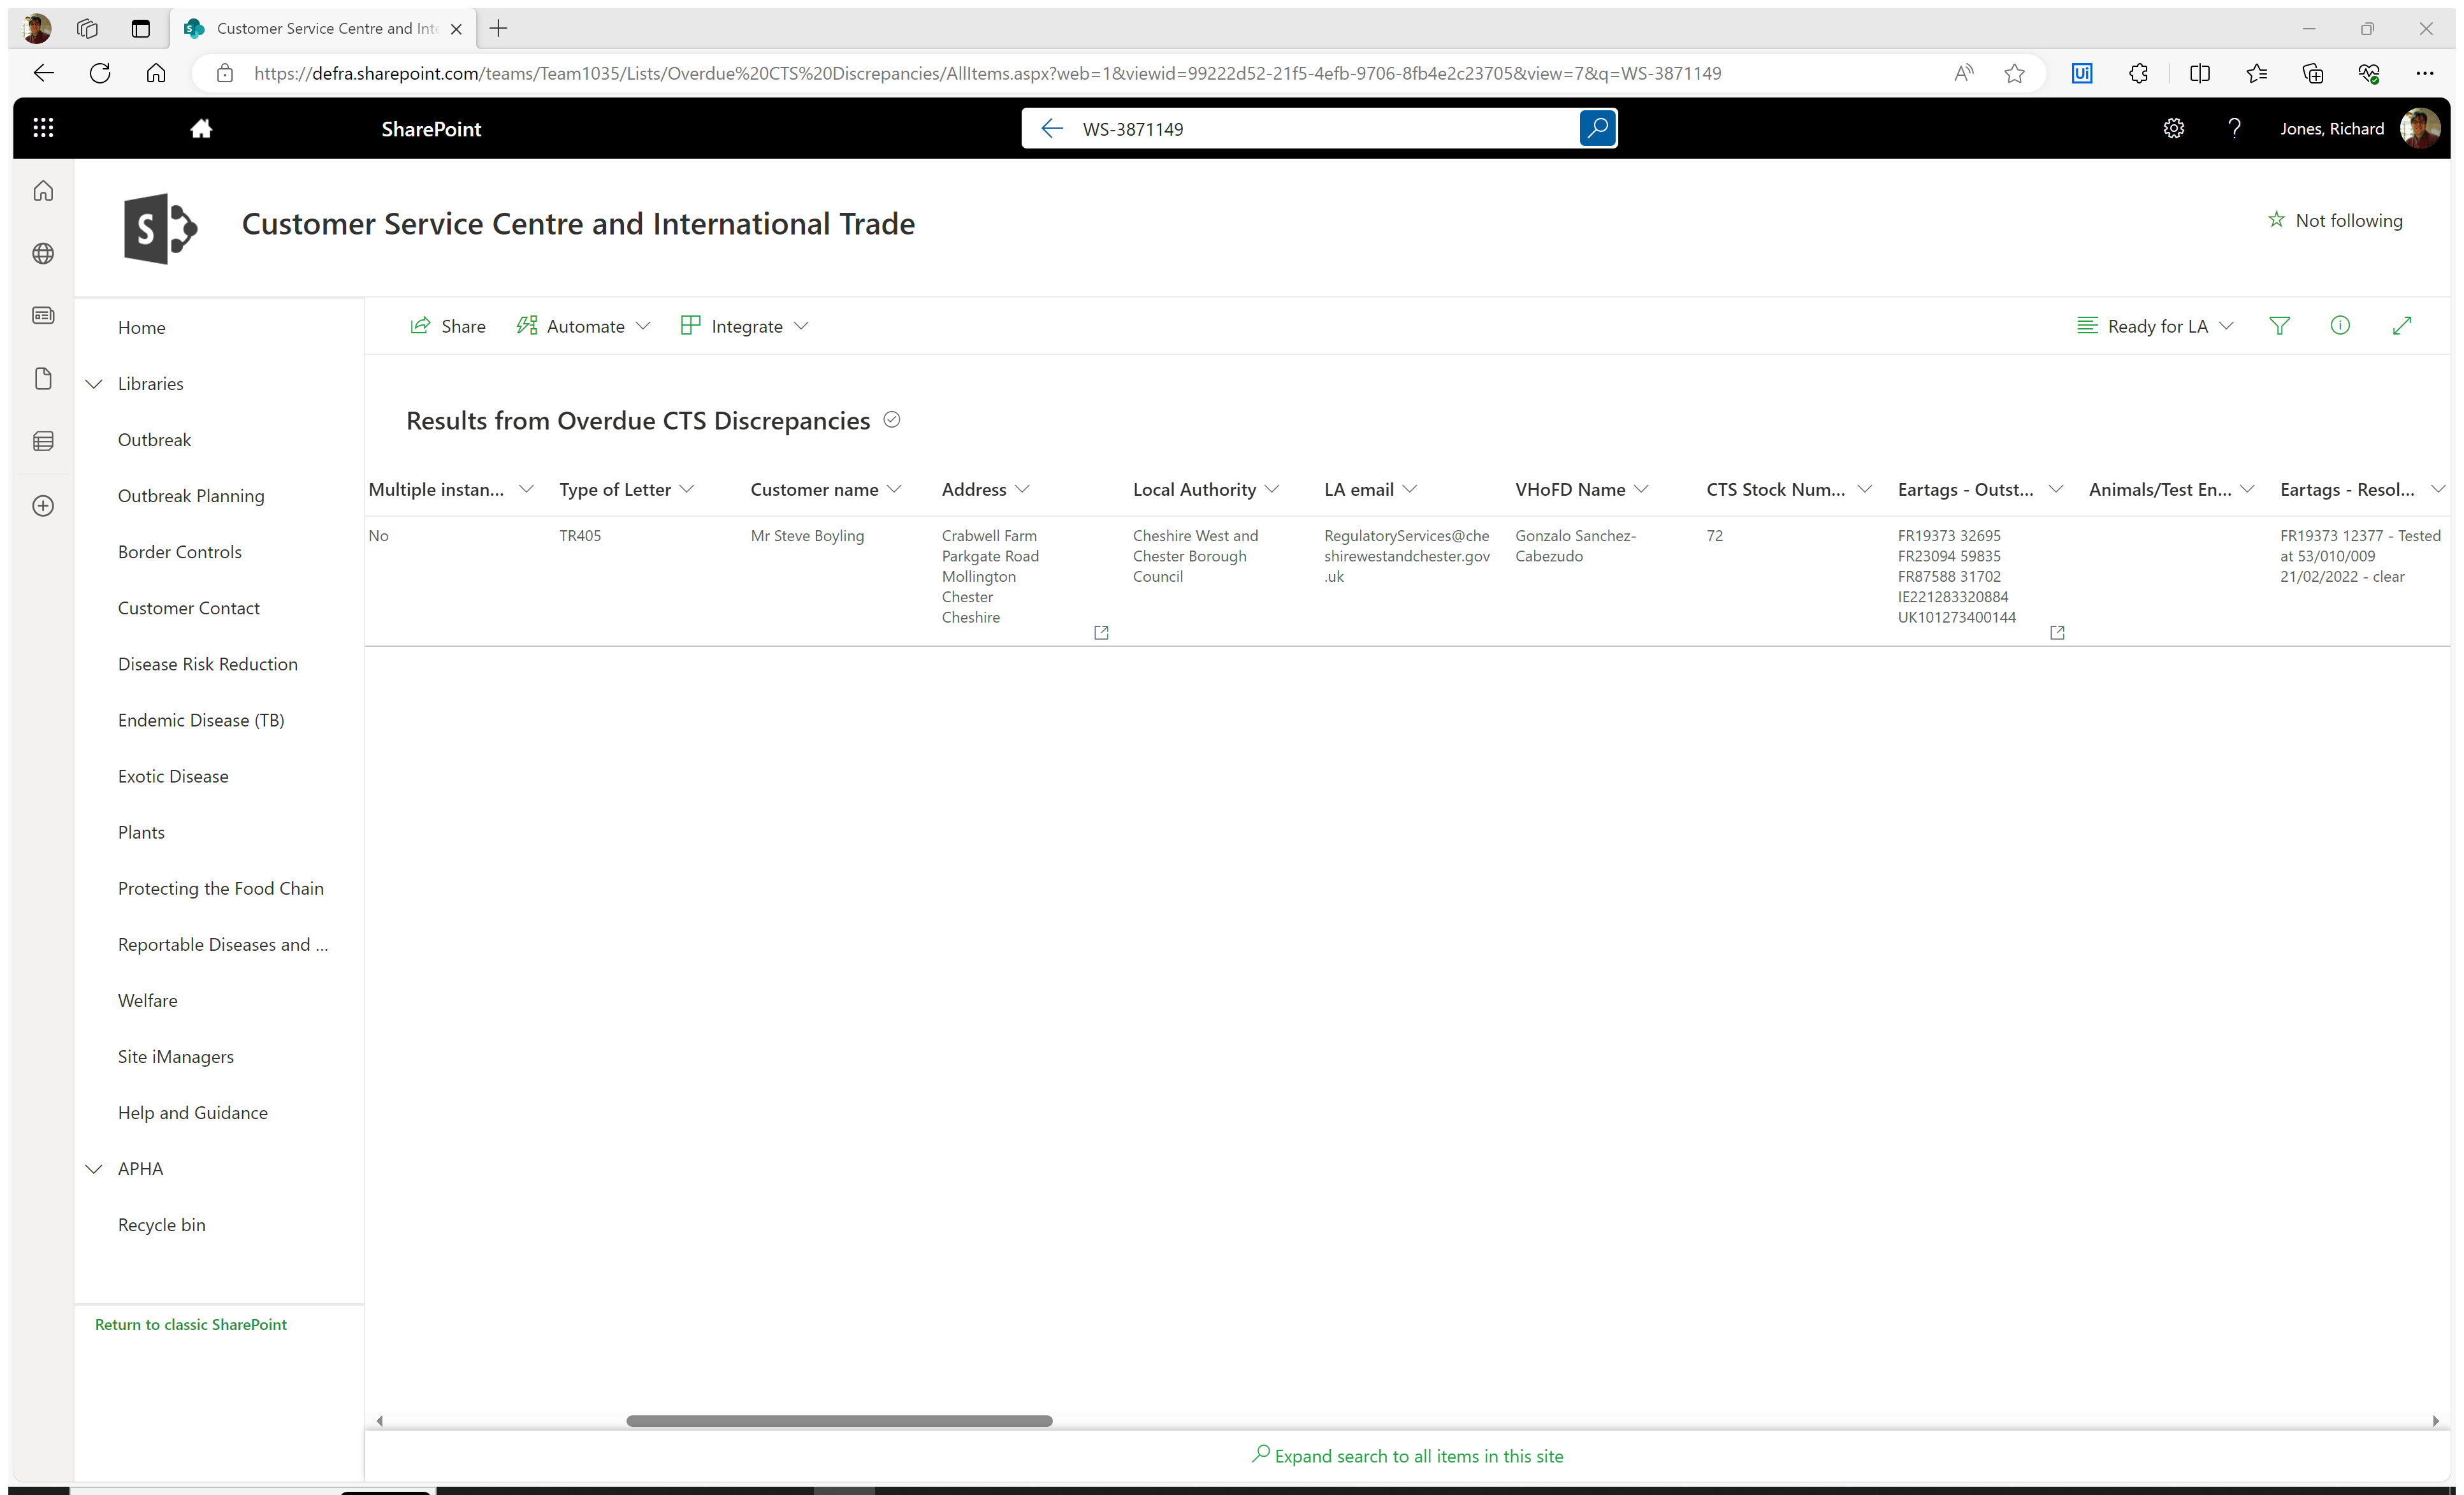 Customer Service Centre and Inte
https://defra.sharepoint.com/teams/Team1035/Lists/Overdue%20CTS%20Discrepancies/AllItems.aspx?web=1&viewid=99222d52-21f5-4efb-9706-8fb4e2c23705&view=7&q=WS-3871149
SharePoint
WS-3871149
Jones, Richard
Customer Service Centre and International Trade
Not following
Home
Libraries
Outbreak
Outbreak Planning
Border Controls
Customer Contact
Disease Risk Reduction
Endemic Disease (TB)
Exotic Disease
Plants
Protecting the Food Chain
Reportable Diseases and ...
Welfare
Site iManagers
Help and Guidance
APHA
Recycle bin
Return to classic SharePoint
Share
Automate
Integrate
Ready for LA
Results from Overdue CTS Discrepancies
Multiple instan...
Type of Letter
Customer name
Address
Local Authority
LA email
VHoFD Name
CTS Stock Num...
Eartags - Outst...
Animals/Test En...
Eartags - Resol...
No
TR405
Mr Steve Boyling
Crabwell Farm
Parkgate Road
Mollington
Chester
Cheshire
Cheshire West and
Chester Borough
Council
RegulatoryServices@che
shirewestandchester.gov
.uk
Gonzalo Sanchez-
Cabezudo
72
FR19373 32695
FR23094 59835
FR87588 31702
IE221283320884
UK101273400144
FR19373 12377 - Tested
at 53/010/009
21/02/2022 - clear
Expand search to all items in this site